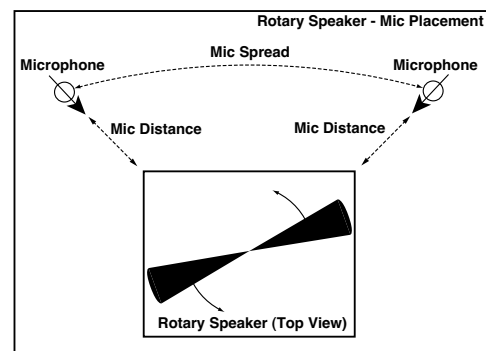 Rotary Speaker - Mic Placement
Mic Spread
Microphone
Microphone
Mic Distance
Mic Distance
Rotary Speaker (Top View)